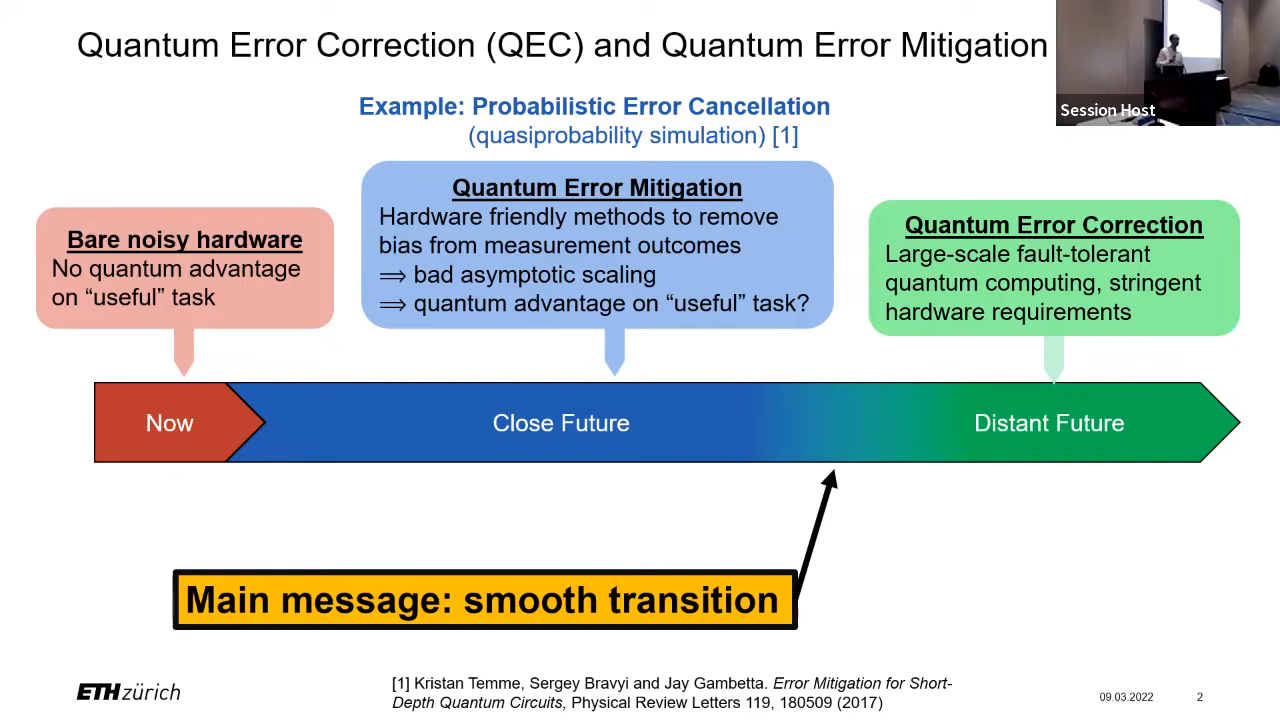 Quantum Error Correction (QEC) and Quantum Error Mitigation
Session Host
Example: Probabilistic Error Cancellation
(quasiprobability simulation) [1]
Bare noisy hardware
No quantum advantage
on “useful” task
Quantum Error Mitigation
Hardware friendly methods to remove
bias from measurement outcomes
⟹ bad asymptotic scaling
⟹ quantum advantage on “useful” task?
Quantum Error Correction
Large-scale fault-tolerant
quantum computing, stringent
hardware requirements
Now
Close Future
Distant Future
Main message: smooth transition
ETH zürich
[1] Kristan Temme, Sergey Bravyi and Jay Gambetta. Error Mitigation for Short-
Depth Quantum Circuits, Physical Review Letters 119, 180509 (2017)
09.03.2022
2